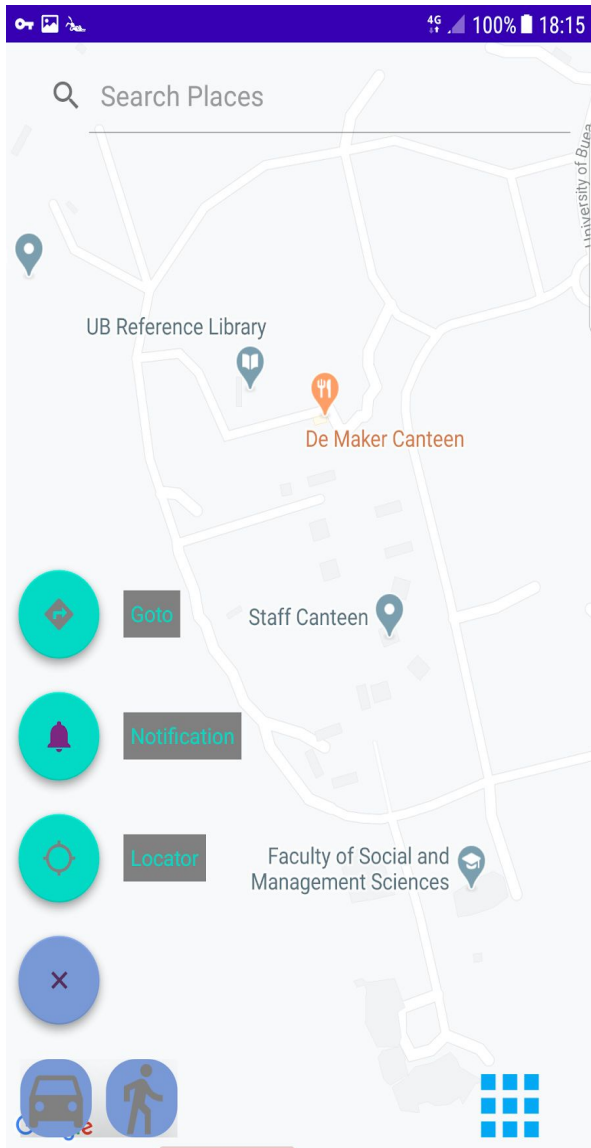 4G 100% 18:15
Search Places
University of Buea
UB Reference Library
De Maker Canteen
Goto
Staff Canteen
Notification
Locator
Faculty of Social and
Management Sciences